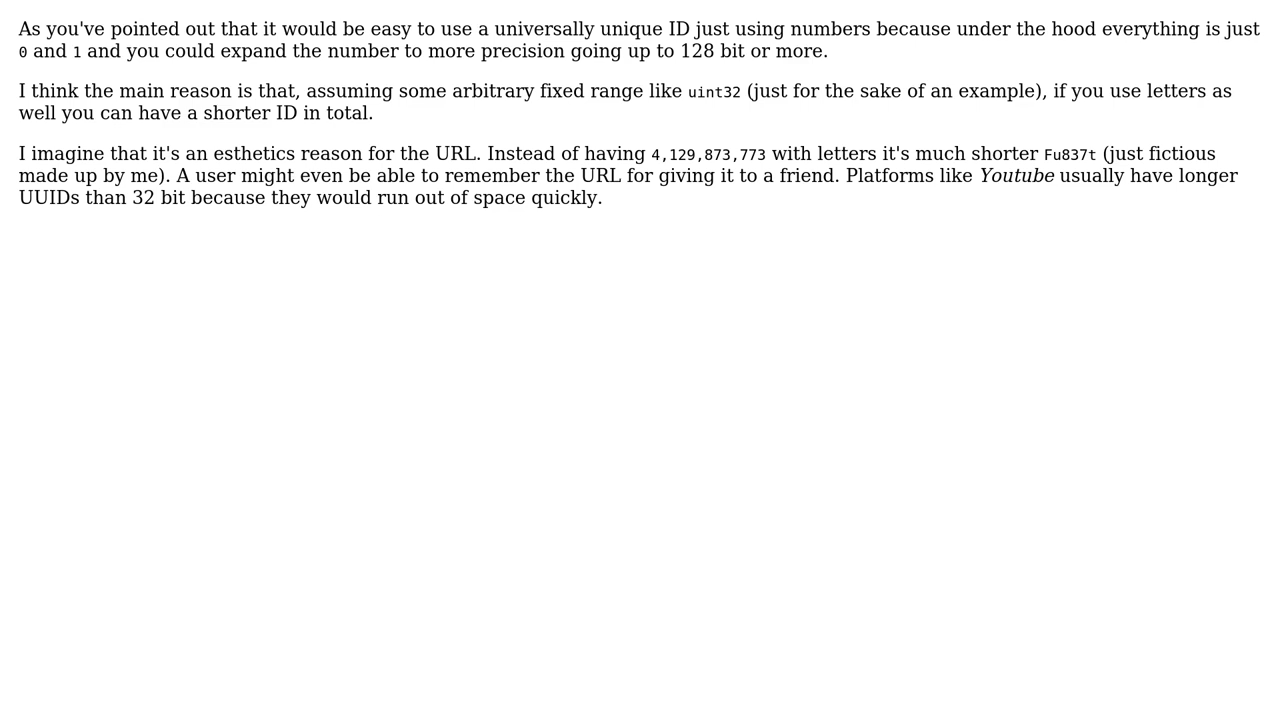 As you've pointed out that it would be easy to use a universally unique ID just using numbers because under the hood everything is just
0 and 1 and you could expand the number to more precision going up to 128 bit or more.
I think the main reason is that, assuming some arbitrary fixed range like uint32 (just for the sake of an example), if you use letters as
well you can have a shorter ID in total.
I imagine that it's an esthetics reason for the URL. Instead of having 4,129,873,773 with letters it's much shorter Fu837t (just fictious
made up by me). A user might even be able to remember the URL for giving it to a friend. Platforms like Youtube usually have longer
UUIDs than 32 bit because they would run out of space quickly.